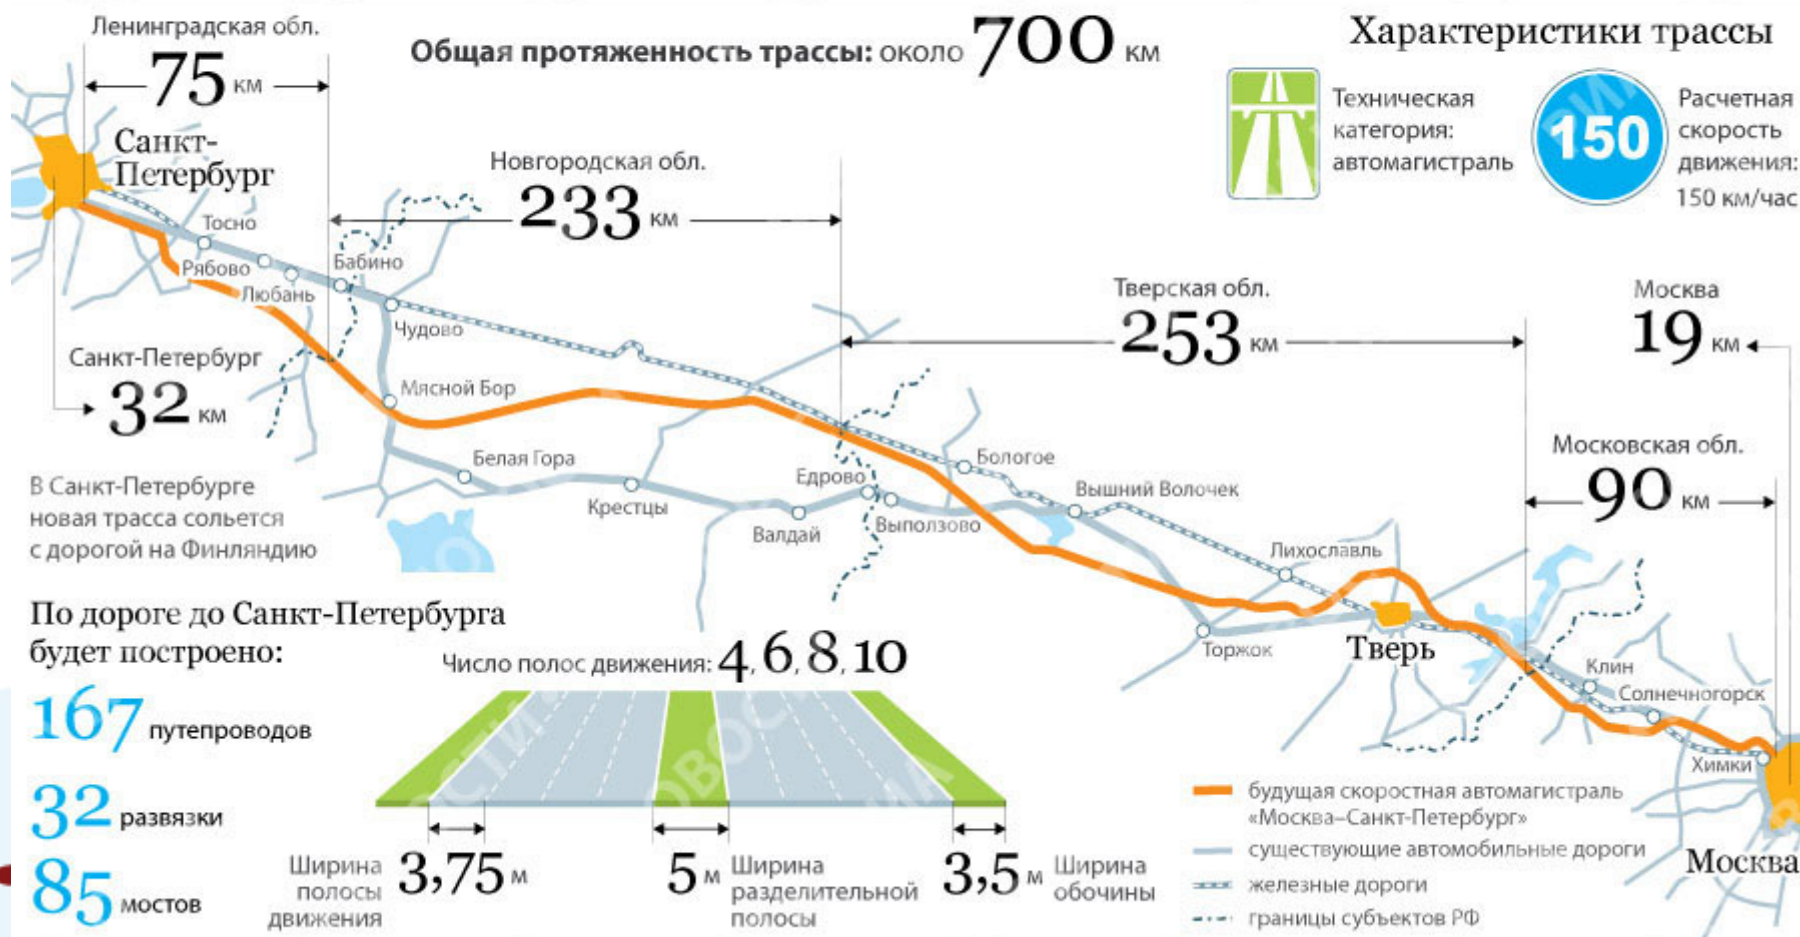 Ленинградская обл.
75 км
Общая протяженность трассы: около 700 км
Характеристики трассы
Техническая
категория:
автомагистраль
150
Расчетная
скорость
движения:
150 км/час
Санкт-
Петербург
Новгородская обл.
233 км
Тосно
Рябово
Любань
Бабино
Чудово
Тверская обл.
253 км
Москва
19 км
Санкт-Петербург
32 км
Мясной Бор
Московская обл.
90 км
В Санкт-Петербурге
новая трасса сольется
с дорогой на Финляндию
Белая Гора
Крестцы
Валдай
Едрово
Выползово
Бологое
Вышний Волочек
Лихославль
Торжок
Тверь
Клин
Солнечногорск
Химки
Москва
По дороге до Санкт-Петербурга
будет построено:
167 путепроводов
32 развязки
85 мостов
Число полос движения: 4, 6, 8, 10
Ширина
полосы
движения
3,75 м
5 м
Ширина
разделительной
полосы
3,5 м
Ширина
обочины
будущая скоростная автомагистраль
«Москва–Санкт-Петербург»
существующие автомобильные дороги
железные дороги
границы субъектов РФ